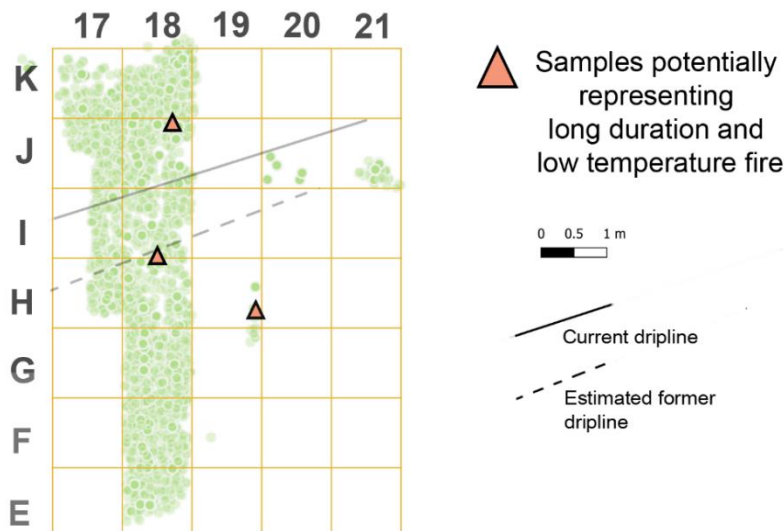 17 18 19 20 21
K
J
I
H
G
F
E
Samples potentially
representing
long duration and
low temperature fire
0 0.5 1 m
Current dripline
Estimated former
dripline